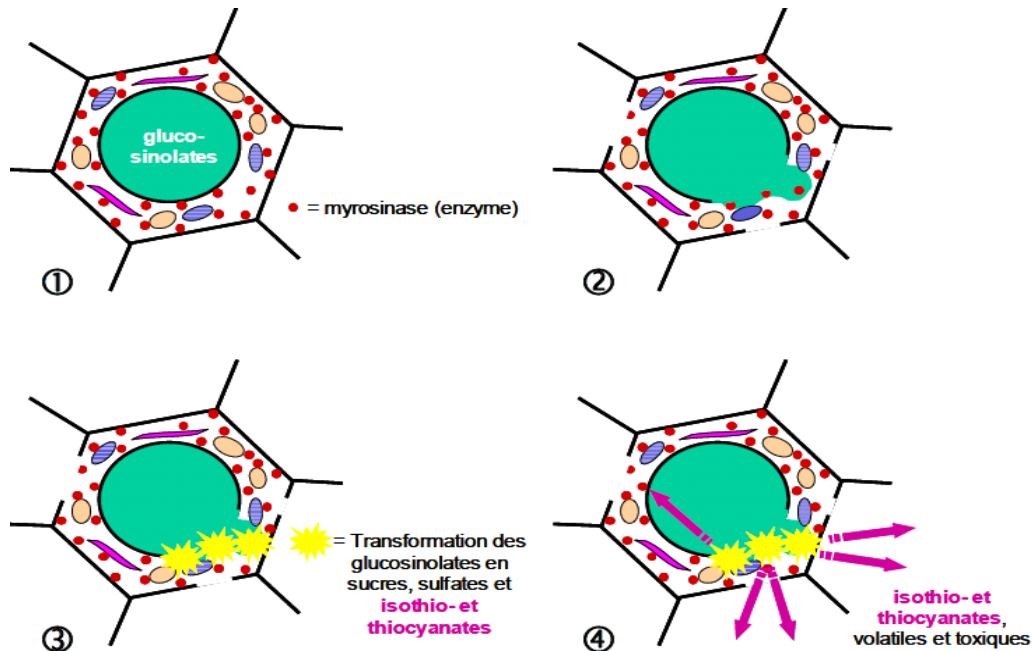 gluco-
sinolates
= myrosinase (enzyme)
①
②
= Transformation des
glucosinolates en
sucres, sulfates et
isothio- et
thiocyanates
③
isothio- et
thiocyanates,
volatiles et toxiques
④